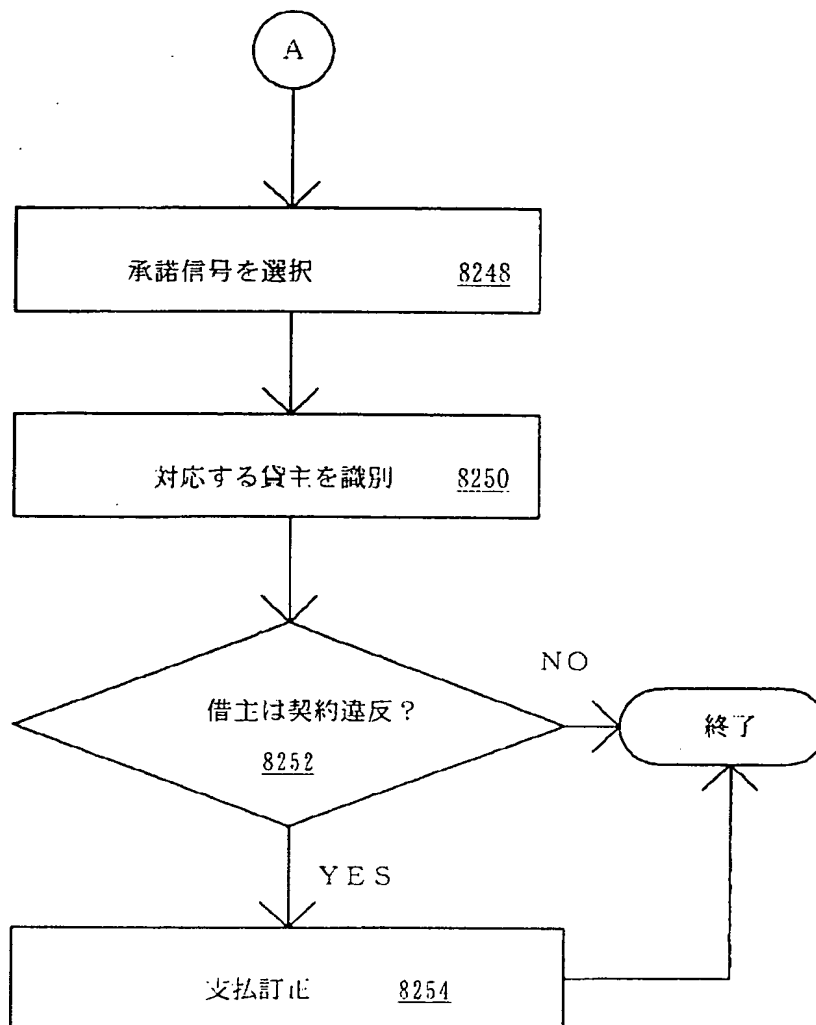 A
承諾信号を選択 8248
対応する貸主を識別 8250
NO
借主は契約違反？
8252
終了
YES
支払訂正 8254